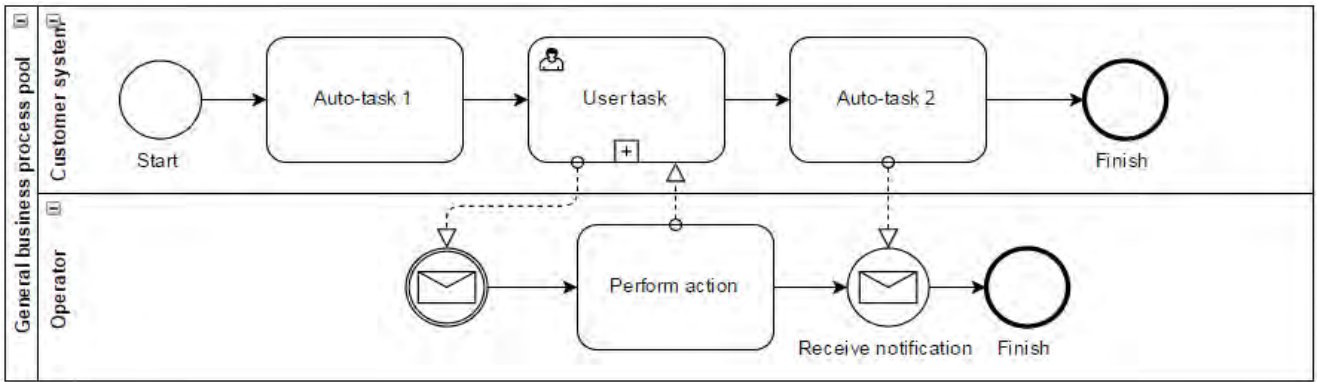 General business process pool
Customer system
Auto-task 1
User task
Auto-task 2
Start
Finish
Operator
Perform action
Receive notification
Finish